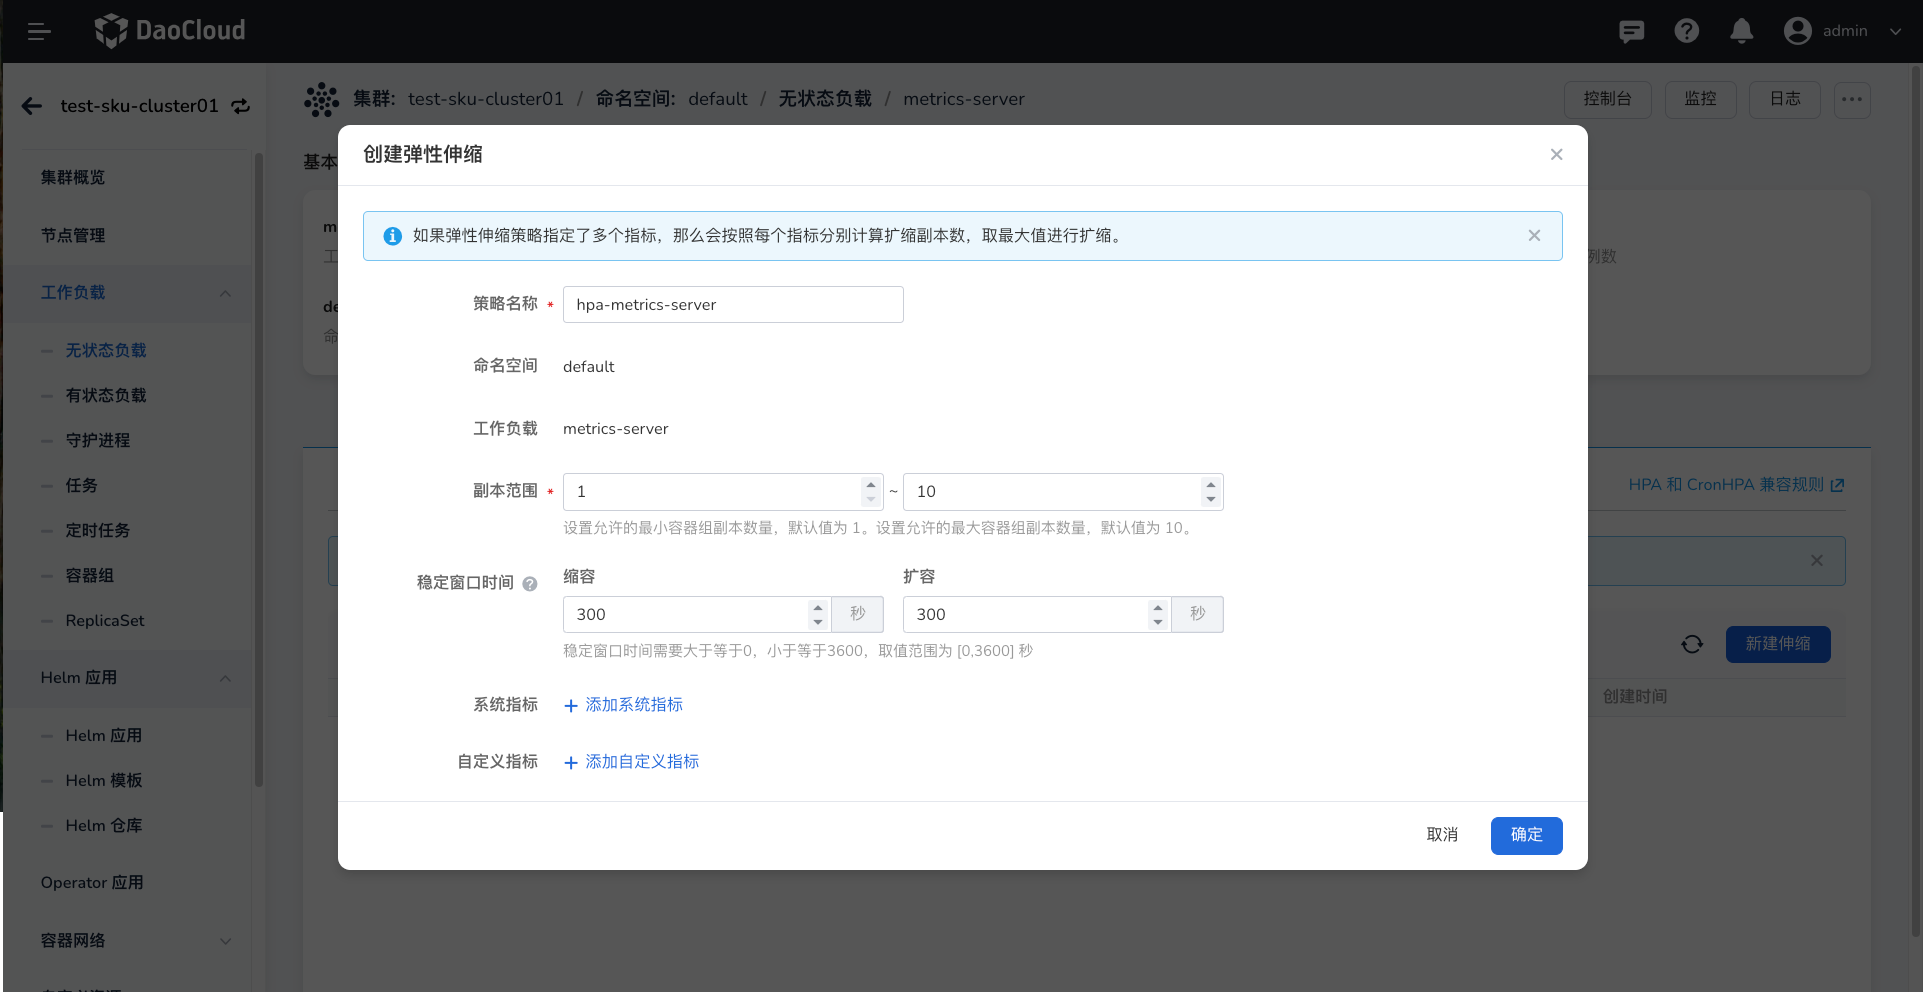 DaoCloud
admin
test-sku-cluster01
集群: test-sku-cluster01 / 命名空间: default / 无状态负载 / metrics-server
控制台
监控
日志
集群概览
节点管理
工作负载
无状态负载
有状态负载
守护进程
任务
定时任务
容器组
ReplicaSet
Helm 应用
Helm 应用
Helm 模板
Helm 仓库
Operator 应用
容器网络
基本
例数
HPA 和 CronHPA 兼容规则
新建伸缩
创建时间
创建弹性伸缩
如果弹性伸缩策略指定了多个指标，那么会按照每个指标分别计算扩缩副本数，取最大值进行扩缩。
策略名称 * hpa-metrics-server
命名空间 default
工作负载 metrics-server
副本范围 * 1 ~ 10
设置允许的最小容器组副本数量，默认值为 1。设置允许的最大容器组副本数量，默认值为 10。
稳定窗口时间
缩容 扩容
300 秒 300 秒
稳定窗口时间需要大于等于0，小于等于3600，取值范围为 [0,3600] 秒
系统指标 + 添加系统指标
自定义指标 + 添加自定义指标
取消 确定